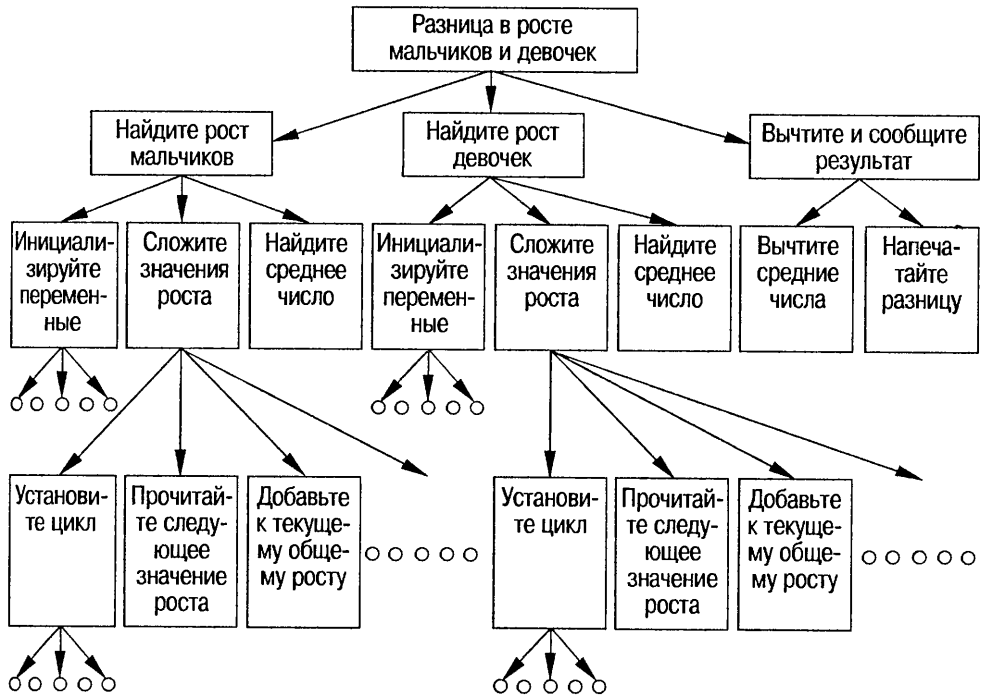 Разница в росте
мальчиков и девочек
Найдите рост
мальчиков
Найдите рост
девочек
Вычтите и сообщите
результат
Инициали-
зируйте
перемен-
ные
Сложите
значения
роста
Найдите
среднее
число
Инициали-
зируйте
перемен-
ные
Сложите
значения
роста
Найдите
среднее
число
Вычтите
средние
числа
Напеча-
тайте
разницу
Установи-
те цикл
Прочитай-
те следу-
ющее
значение
роста
Добавьте
к текуще-
му обще-
му росту
Установи-
те цикл
Прочитай-
те следу-
ющее
значение
роста
Добавьте
к текуще-
му обще-
му росту